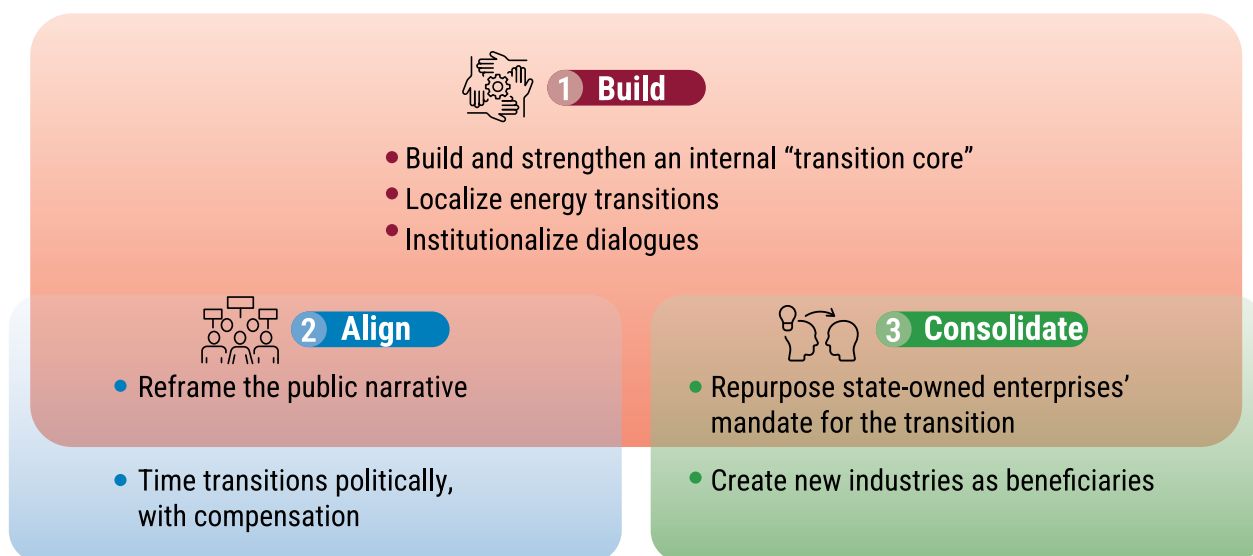 1 Build
• Build and strengthen an internal “transition core”
• Localize energy transitions
• Institutionalize dialogues
2 Align
• Reframe the public narrative
• Time transitions politically,
with compensation
3 Consolidate
• Repurpose state-owned enterprises’
mandate for the transition
• Create new industries as beneficiaries